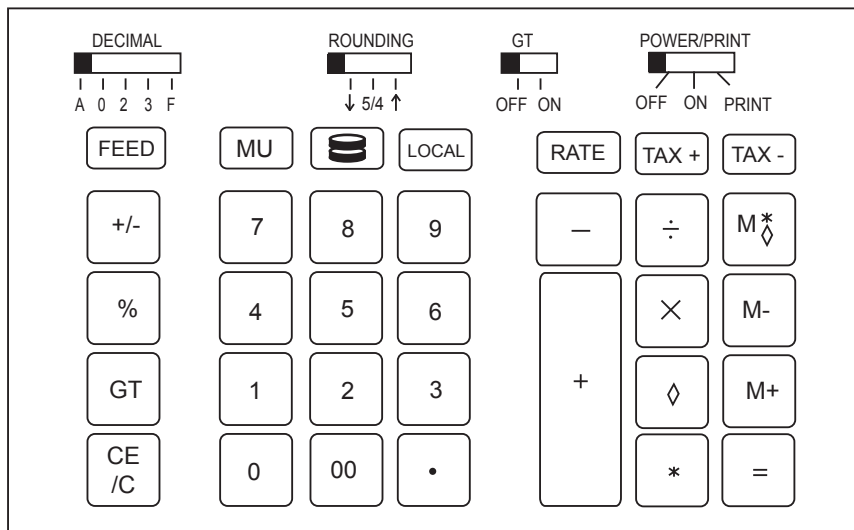 DECIMAL ROUNDING GT POWER/PRINT
A 0 2 3 F ↓ 5/4 ↑ OFF ON OFF ON PRINT
FEED MU LOCAL RATE TAX + TAX -
+/- 7 8 9 – ÷ M*◊
% 4 5 6 × M-
GT 1 2 3 + ◊ M+
CE
/C 0 00 • * =